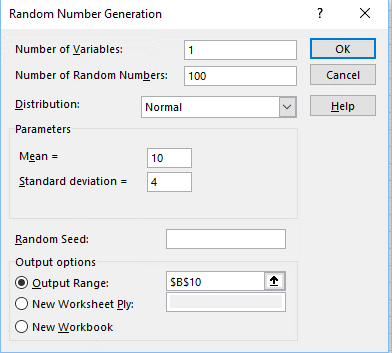 Random Number Generation ? ×
Number of Variables: 1 OK
Number of Random Numbers: 100 Cancel
Distribution: Normal Help
Parameters
Mean = 10
Standard deviation = 4
Random Seed:
Output options
Output Range: $B$10
New Worksheet Ply:
New Workbook